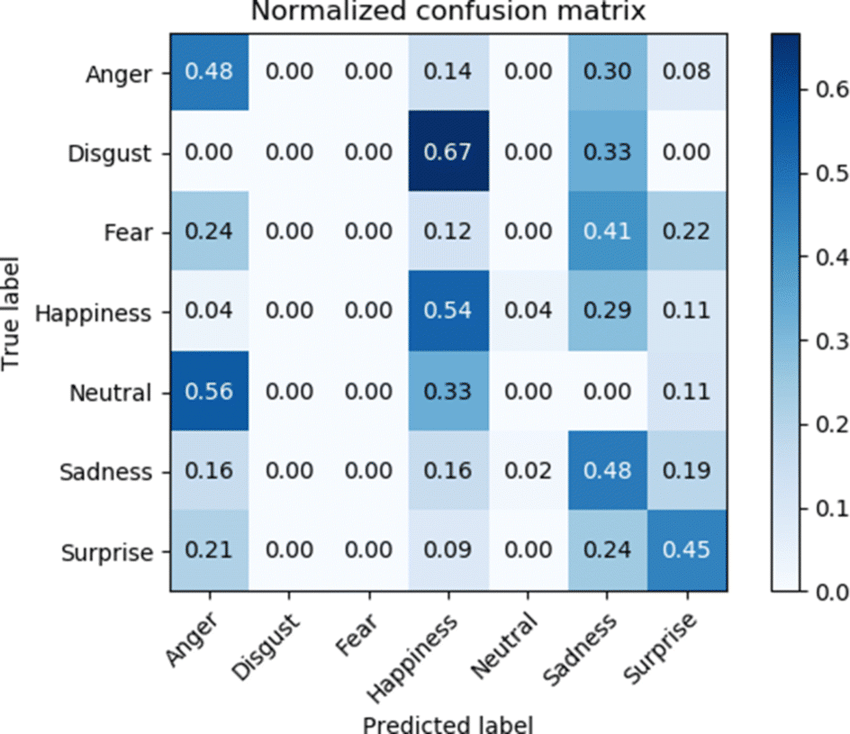 Normalized confusion matrix
True label
Anger 0.48 0.00 0.00 0.14 0.00 0.30 0.08
Disgust 0.00 0.00 0.00 0.67 0.00 0.33 0.00
Fear 0.24 0.00 0.00 0.12 0.00 0.41 0.22
Happiness 0.04 0.00 0.00 0.54 0.04 0.29 0.11
Neutral 0.56 0.00 0.00 0.33 0.00 0.00 0.11
Sadness 0.16 0.00 0.00 0.16 0.02 0.48 0.19
Surprise 0.21 0.00 0.00 0.09 0.00 0.24 0.45
Anger Disgust Fear Happiness Neutral Sadness Surprise
Predicted label
0.6
0.5
0.4
0.3
0.2
0.1
0.0